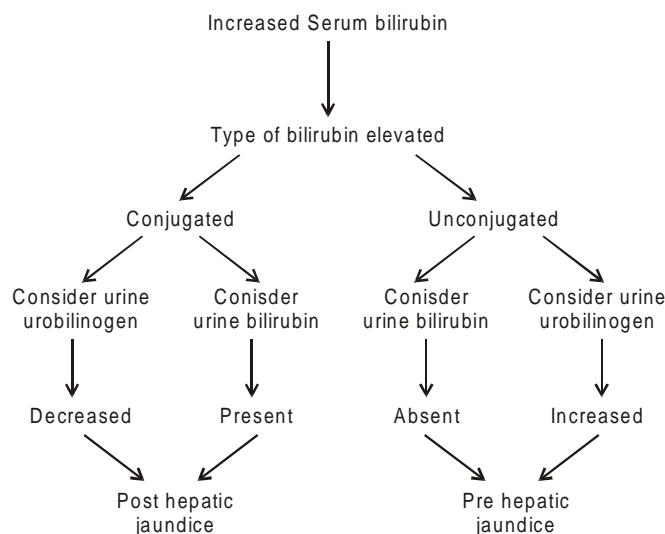 Increased Serum bilirubin
Type of bilirubin elevated
Conjugated
Unconjugated
Consider urine
urobilinogen
Conisder
urine bilirubin
Conisder
urine bilirubin
Consider urine
urobilinogen
Decreased
Present
Absent
Increased
Post hepatic
jaundice
Pre hepatic
jaundice